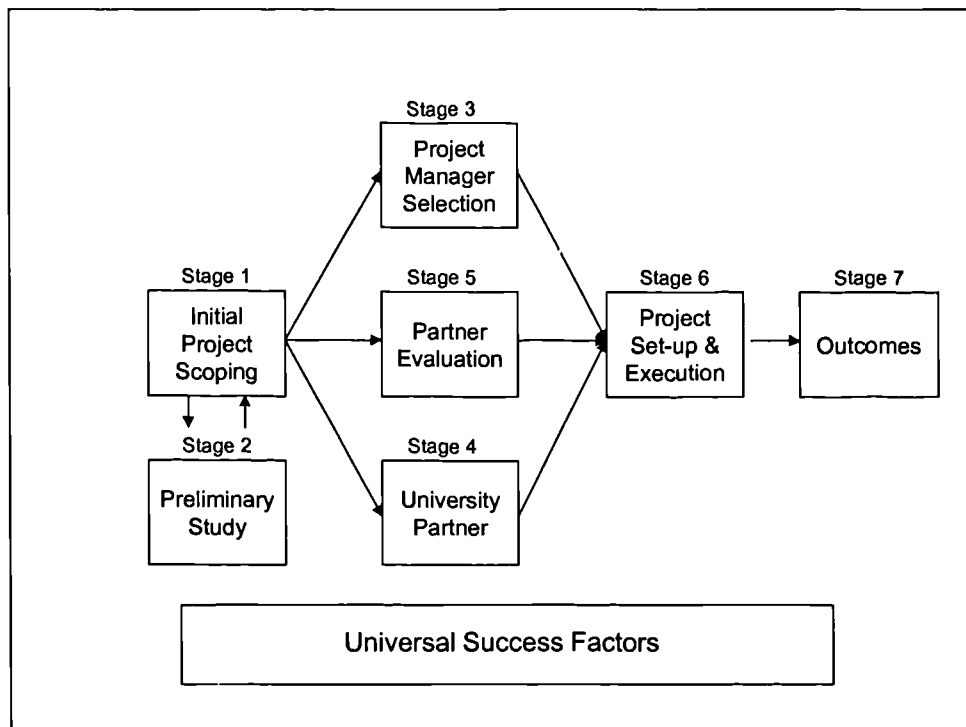 Stage 3
Project
Manager
Selection
Stage 1
Initial
Project
Scoping
Stage 5
Partner
Evaluation
Stage 6
Project
Set-up &
Execution
Stage 7
Outcomes
Stage 2
Preliminary
Study
Stage 4
University
Partner
Universal Success Factors